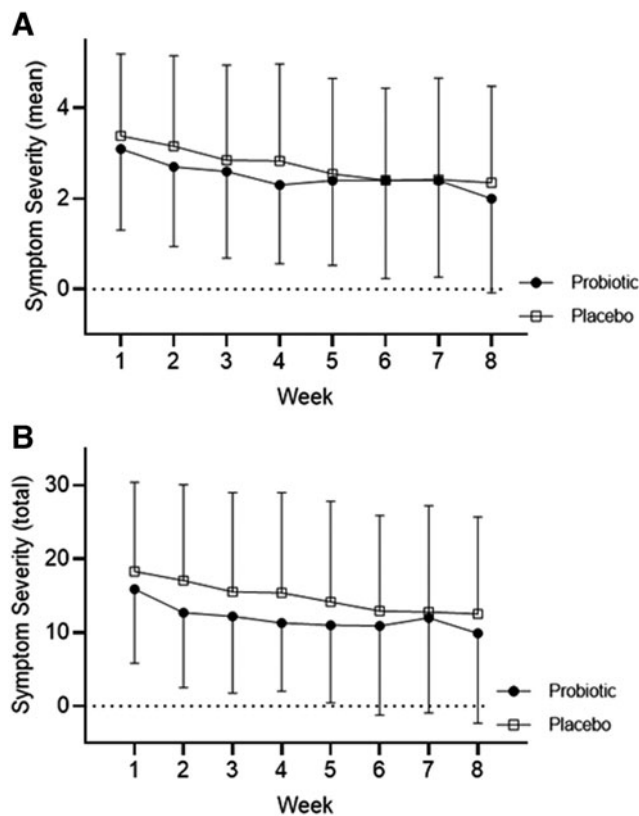 A
Symptom Severity (mean)
4
2
0
Probiotic
Placebo
1 2 3 4 5 6 7 8
Week
B
Symptom Severity (total)
30
20
10
0
Probiotic
Placebo
1 2 3 4 5 6 7 8
Week